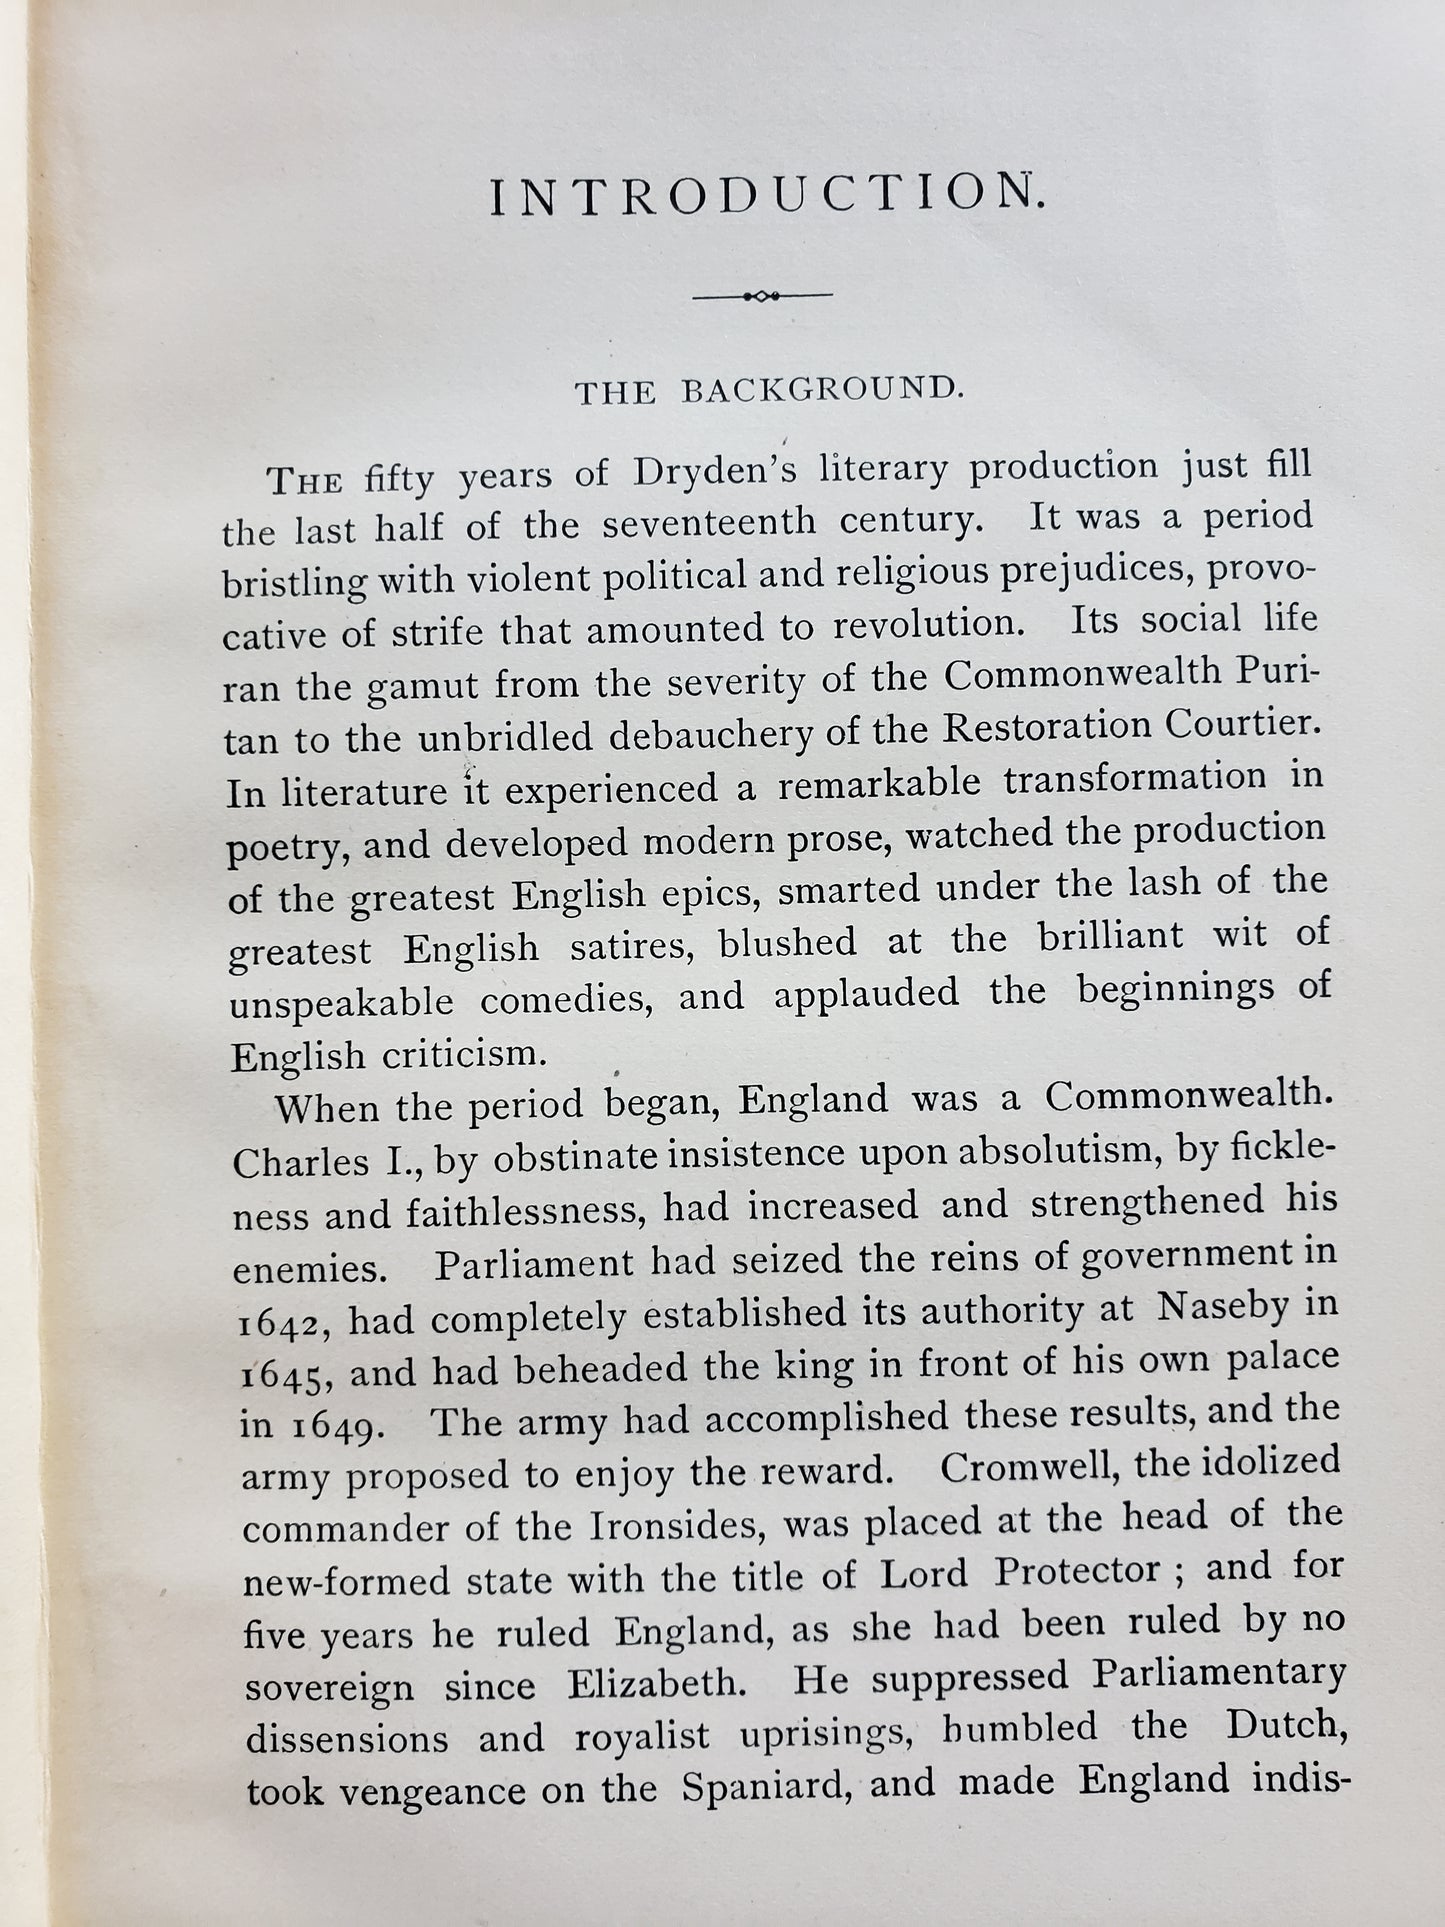 INTRODUCTION.
THE BACKGROUND.
THE fifty years of Dryden's literary production just fill
the last half of the seventeenth century. It was a period
bristling with violent political and religious prejudices, provo-
cative of strife that amounted to revolution. Its social life
ran the gamut from the severity of the Commonwealth Puri-
tan to the unbridled debauchery of the Restoration Courtier.
In literature it experienced a remarkable transformation in
poetry, and developed modern prose, watched the production
of the greatest English epics, smarted under the lash of the
greatest English satires, blushed at the brilliant wit of
unspeakable comedies, and applauded the beginnings of
English criticism.
When the period began, England was a Commonwealth.
Charles I., by obstinate insistence upon absolutism, by fickle-
ness and faithlessness, had increased and strengthened his
enemies. Parliament had seized the reins of government in
1642, had completely established its authority at Naseby in
1645, and had beheaded the king in front of his own palace
in 1649. The army had accomplished these results, and the
army proposed to enjoy the reward. Cromwell, the idolized
commander of the Ironsides, was placed at the head of the
new-formed state with the title of Lord Protector ; and for
five years he ruled England, as she had been ruled by no
sovereign since Elizabeth. He suppressed Parliamentary
dissensions and royalist uprisings, humbled the Dutch,
took vengeance on the Spaniard, and made England indis-